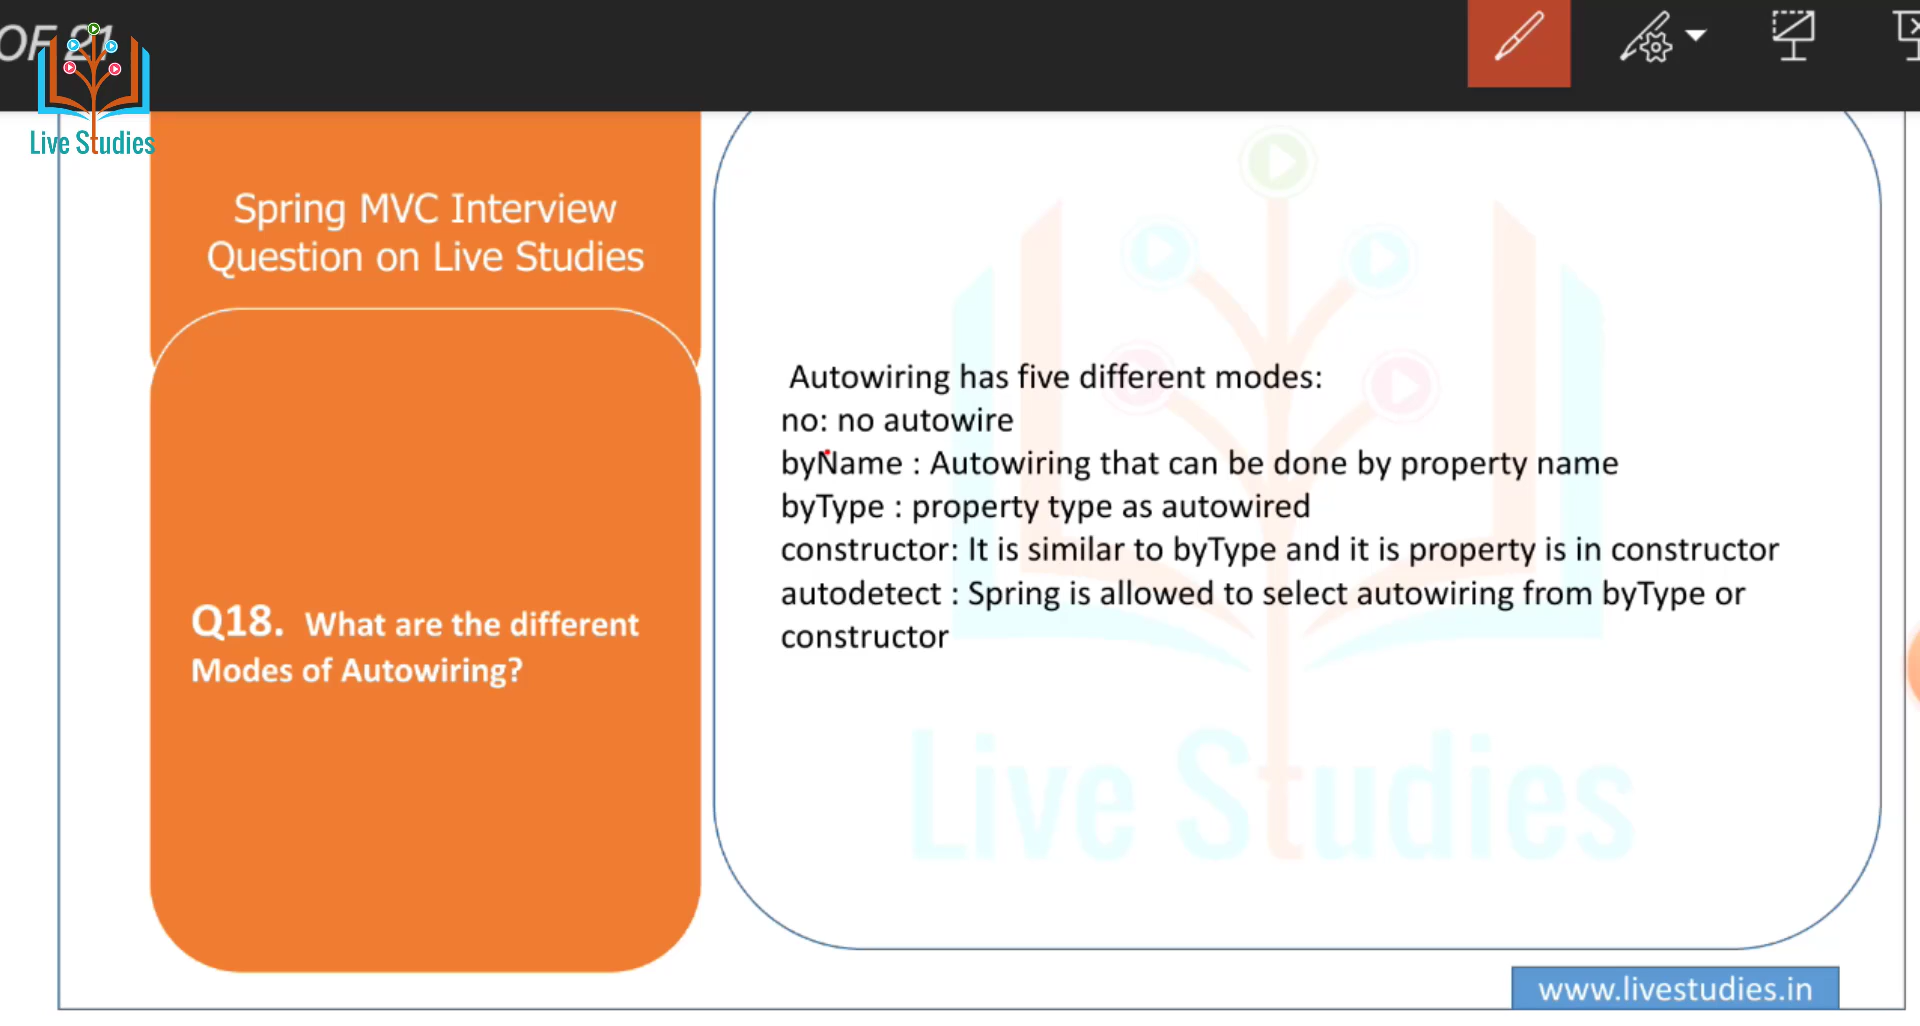 OF 21
Live Studies
Spring MVC Interview
Question on Live Studies
Q18. What are the different
Modes of Autowiring?
Autowiring has five different modes:
no: no autowire
byName : Autowiring that can be done by property name
byType : property type as autowired
constructor: It is similar to byType and it is property is in constructor
autodetect : Spring is allowed to select autowiring from byType or
constructor
Live Studies
www.livestudies.in